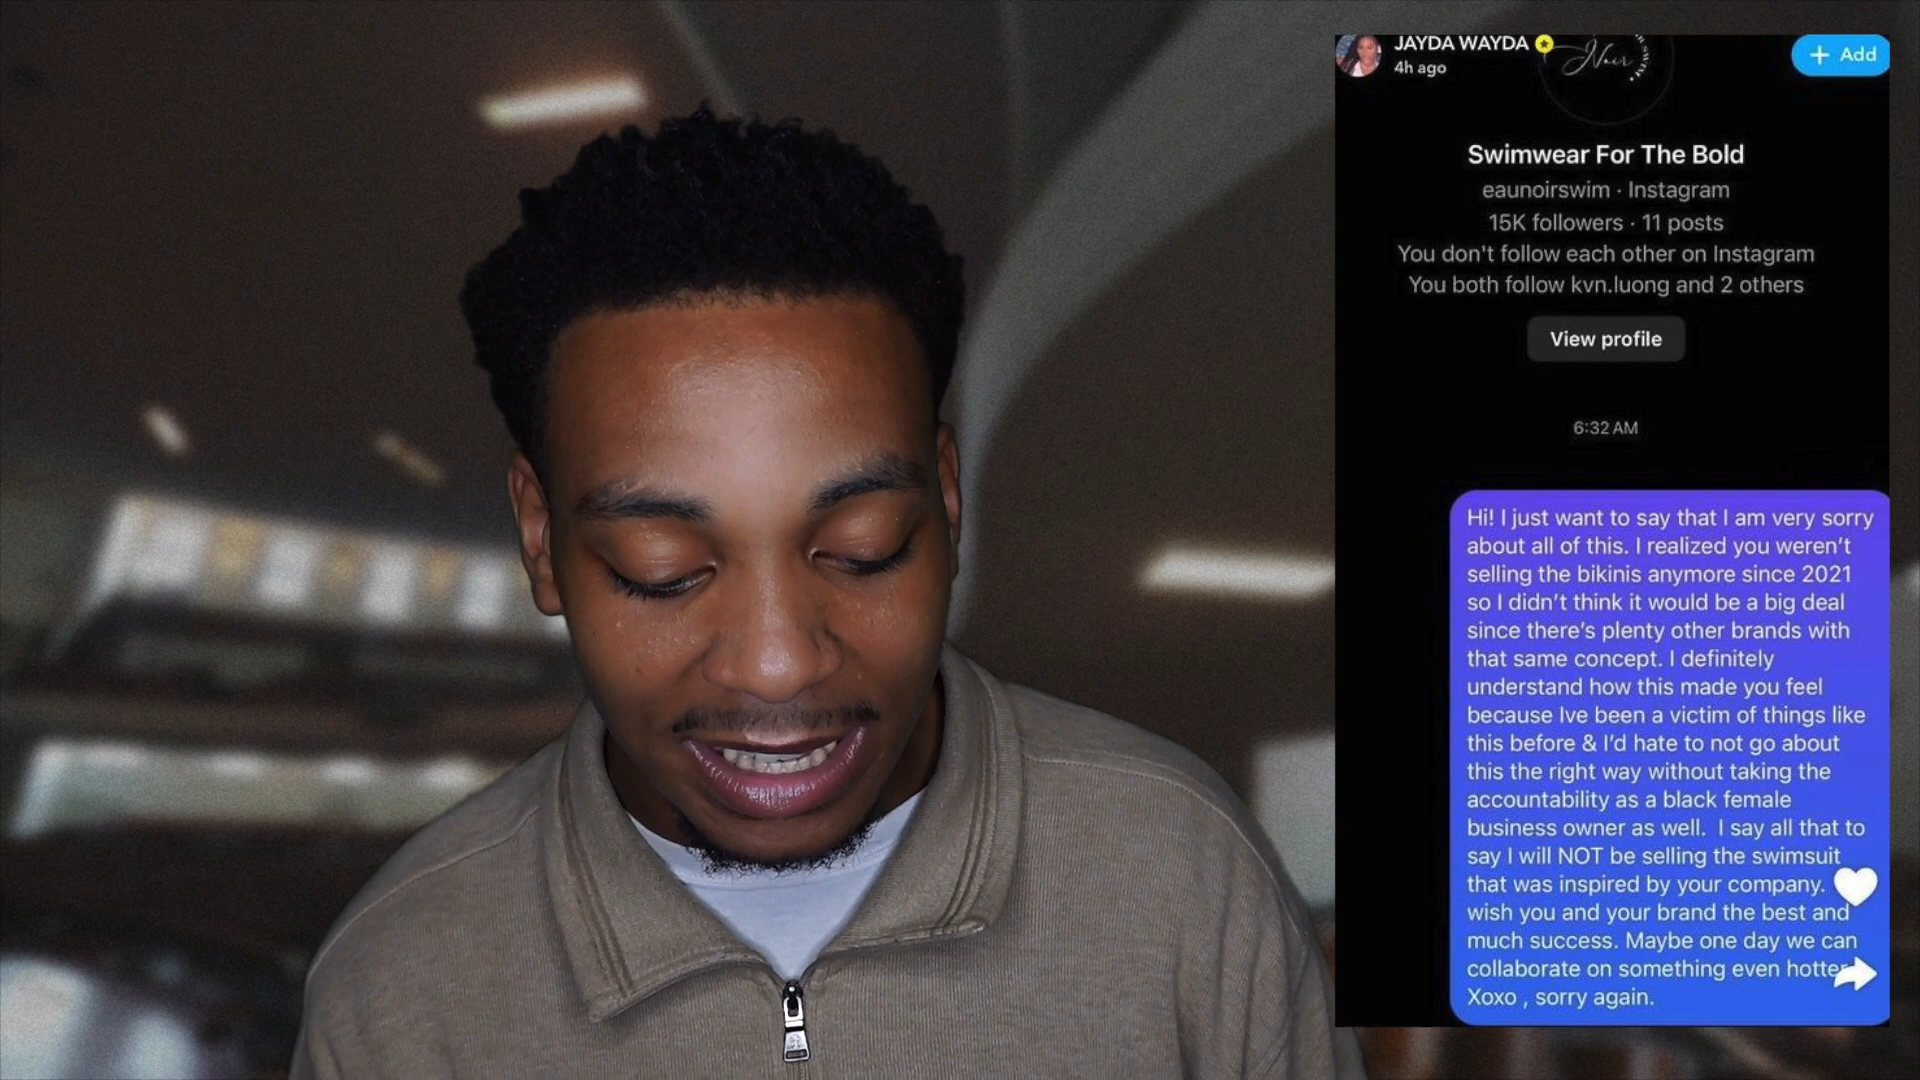 JAYDA WAYDA
4h ago
Noir
+ Add
Swimwear For The Bold
eaunoirswim · Instagram
15K followers · 11 posts
You don't follow each other on Instagram
You both follow kvn.luong and 2 others
View profile
6:32 AM
Hi! I just want to say that I am very sorry
about all of this. I realized you weren't
selling the bikinis anymore since 2021
so I didn't think it would be a big deal
since there's plenty other brands with
that same concept. I definitely
understand how this made you feel
because Ive been a victim of things like
this before & I'd hate to not go about
this the right way without taking the
accountability as a black female
business owner as well. I say all that to
say I will NOT be selling the swimsuit
that was inspired by your company.
wish you and your brand the best and
much success. Maybe one day we can
collaborate on something even hotter
Xoxo , sorry again.